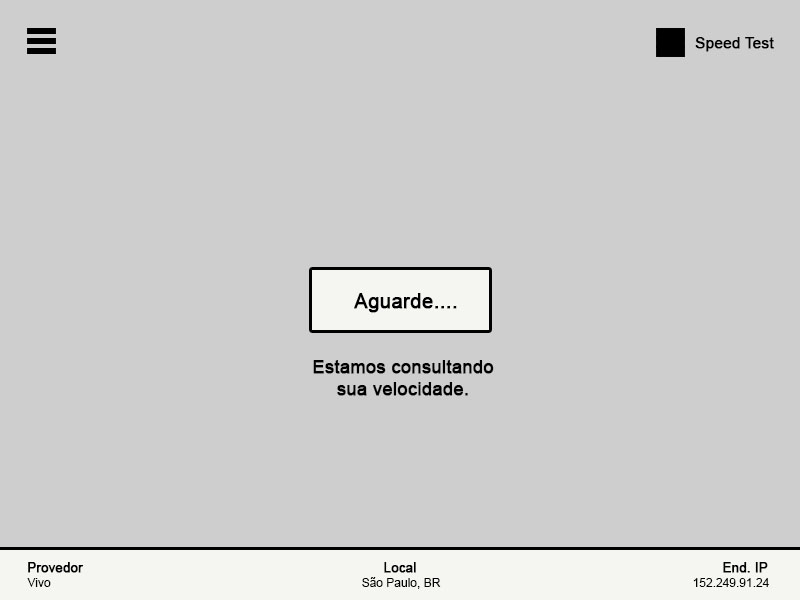 Speed Test
Aguarde....
Estamos consultando
sua velocidade.
Provedor
Vivo
Local
São Paulo, BR
End. IP
152.249.91.24